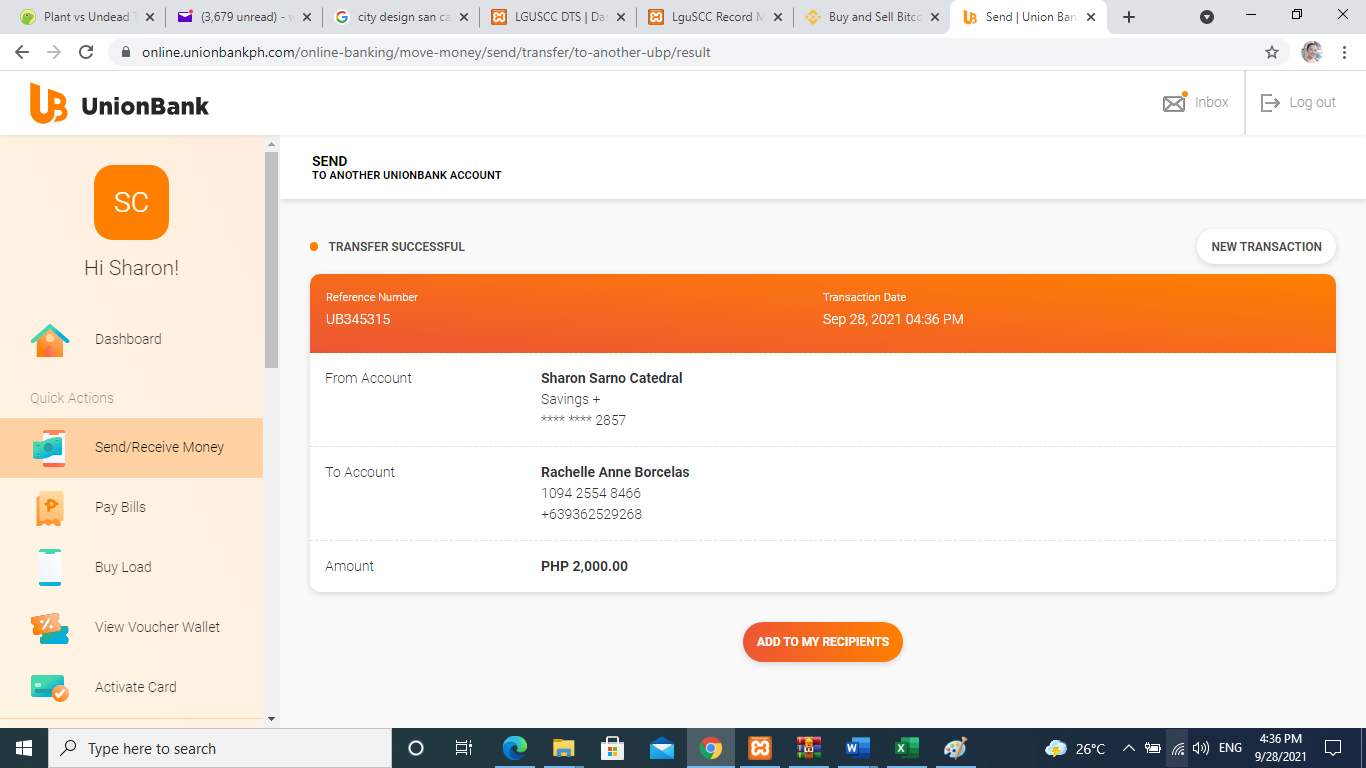 Plant vs Undead T
(3,679 unread) - w
city design san ca
LGUSCC DTS | Da
LguSCC Record M
Buy and Sell Bitco
Send | Union Ban
online.unionbankph.com/online-banking/move-money/send/transfer/to-another-ubp/result
UB UnionBank
Inbox
Log out
SC
Hi Sharon!
Dashboard
Quick Actions
Send/Receive Money
Pay Bills
Buy Load
View Voucher Wallet
Activate Card
SEND
TO ANOTHER UNIONBANK ACCOUNT
TRANSFER SUCCESSFUL
NEW TRANSACTION
Reference Number
UB345315
Transaction Date
Sep 28, 2021 04:36 PM
From Account
Sharon Sarno Catedral
Savings +
**** **** 2857
To Account
Rachelle Anne Borcelas
1094 2554 8466
+639362529268
Amount
PHP 2,000.00
ADD TO MY RECIPIENTS
Type here to search
26°C
ENG
4:36 PM
9/28/2021